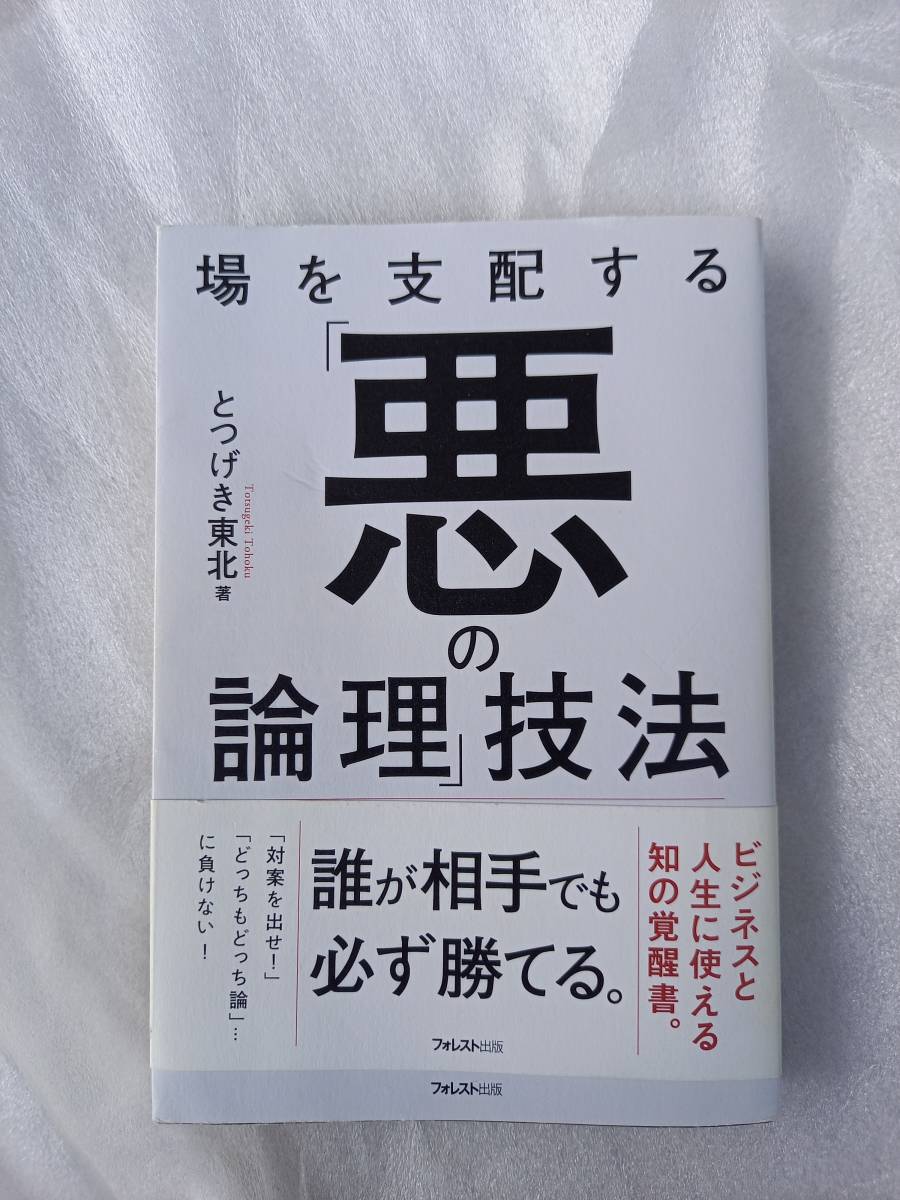 場を支配する
「悪
の
論理」技法
とつげき東北 著
Totsugeki Tohoku
ビジネスと
人生に使える
知の覚醒書。
誰が相手でも
必ず勝てる。
「対案を出せ！」
「どっちもどっち論」…
に負けない！
フォレスト出版
フォレスト出版